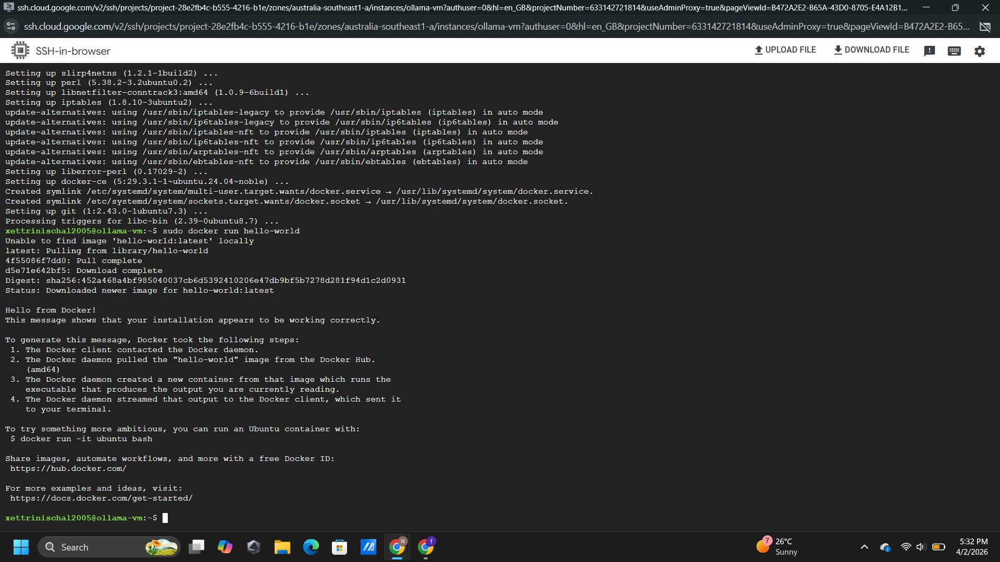 ssh.cloud.google.com/v2/ssh/projects/project-28e2fb4c-b555-4216-b1e/zones/australia-southeast1-a/instances/ollama-vm?authuser=0&hl=en_GB&projectNumber=633142721814&useAdminProxy=true&pageViewId=B472A2E2-B65A-43D0-8705-E4A12B1...
ssh.cloud.google.com/v2/ssh/projects/project-28e2fb4c-b555-4216-b1e/zones/australia-southeast1-a/instances/ollama-vm?authuser=0&hl=en_GB&projectNumber=633142721814&useAdminProxy=true&pageViewId=B472A2E2-B65...
SSH-in-browser
UPLOAD FILE
DOWNLOAD FILE
Setting up slirp4netns (1.2.1-1build2) ...
Setting up perl (5.38.2-3.2ubuntu0.2) ...
Setting up libnetfilter-conntrack3:amd64 (1.0.9-6build1) ...
Setting up iptables (1.8.10-3ubuntu2) ...
update-alternatives: using /usr/sbin/iptables-legacy to provide /usr/sbin/iptables (iptables) in auto mode
update-alternatives: using /usr/sbin/ip6tables-legacy to provide /usr/sbin/ip6tables (ip6tables) in auto mode
update-alternatives: using /usr/sbin/iptables-nft to provide /usr/sbin/iptables (iptables) in auto mode
update-alternatives: using /usr/sbin/ip6tables-nft to provide /usr/sbin/ip6tables (ip6tables) in auto mode
update-alternatives: using /usr/sbin/arptables-nft to provide /usr/sbin/arptables (arptables) in auto mode
update-alternatives: using /usr/sbin/ebtables-nft to provide /usr/sbin/ebtables (ebtables) in auto mode
Setting up liberror-perl (0.17029-2) ...
Setting up docker-ce (5:29.3.1-1~ubuntu.24.04~noble) ...
Created symlink /etc/systemd/system/multi-user.target.wants/docker.service → /usr/lib/systemd/system/docker.service.
Created symlink /etc/systemd/system/sockets.target.wants/docker.socket → /usr/lib/systemd/system/docker.socket.
Setting up git (1:2.43.0-1ubuntu7.3) ...
Processing triggers for libc-bin (2.39-0ubuntu8.7) ...
xettrinischal2005@ollama-vm:~$ sudo docker run hello-world
Unable to find image 'hello-world:latest' locally
latest: Pulling from library/hello-world
4f55086f7dd0: Pull complete
d5e71e642bf5: Download complete
Digest: sha256:452a468a4bf985040037cb6d5392410206e47db9bf5b7278d281f94d1c2d0931
Status: Downloaded newer image for hello-world:latest
Hello from Docker!
This message shows that your installation appears to be working correctly.
To generate this message, Docker took the following steps:
1. The Docker client contacted the Docker daemon.
2. The Docker daemon pulled the "hello-world" image from the Docker Hub.
(amd64)
3. The Docker daemon created a new container from that image which runs the
executable that produces the output you are currently reading.
4. The Docker daemon streamed that output to the Docker client, which sent it
to your terminal.
To try something more ambitious, you can run an Ubuntu container with:
$ docker run -it ubuntu bash
Share images, automate workflows, and more with a free Docker ID:
https://hub.docker.com/
For more examples and ideas, visit:
https://docs.docker.com/get-started/
xettrinischal2005@ollama-vm:~$
Search
N
f
7
26°C
Sunny
5:32 PM
4/2/2026